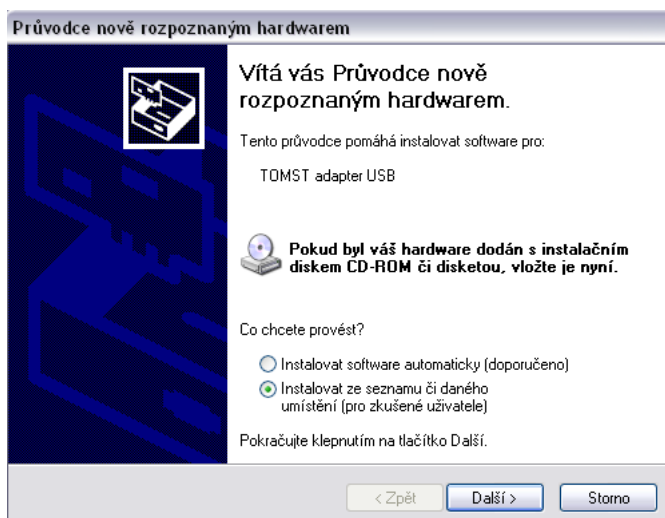 Průvodce nově rozpoznaným hardwarem
Vítá vás Průvodce nově
rozpoznaným hardwarem.
Tento průvodce pomáhá instalovat software pro:
TOMST adapter USB
Pokud byl váš hardware dodán s instalačním
diskem CD-ROM či disketou, vložte je nyní.
Co chcete provést?
Instalovat software automaticky (doporučeno)
Instalovat ze seznamu či daného
umístění (pro zkušené uživatele)
Pokračujte klepnutím na tlačítko Další.
< Zpět
Další >
Storno